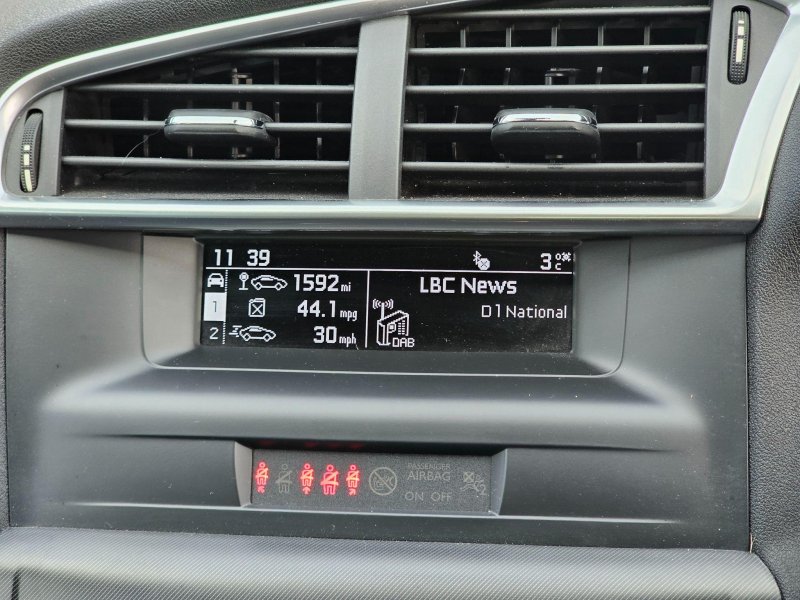 11 39
3°C
1592 mi
1
44.1 mpg
2
30 mph
LBC News
D1 National
DAB
PASSENGER
AIRBAG
ON OFF